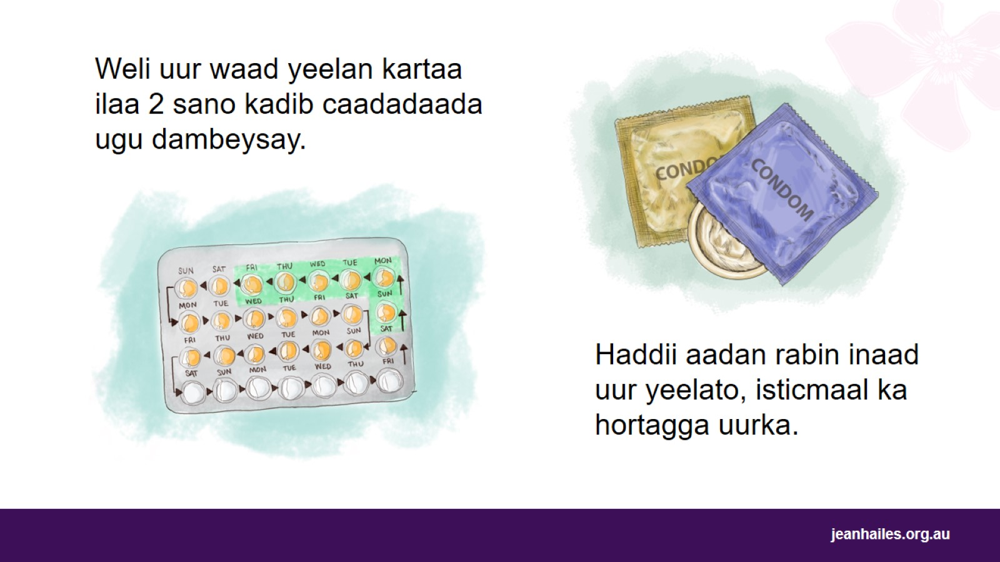 Weli uur waad yeelan kartaa
ilaa 2 sano kadib caadadaada
ugu dambeysay.
CONDO
CONDOM
SUN SAT FRI THU WED TUE MON
MON TUE WED THU FRI SAT SUN
FRI THU WED TUE MON SUN SAT
SAT SUN MON TUE WED THU FRI
Haddii aadan rabin inaad
uur yeelato, isticmaal ka
hortagga uurka.
jeanhailes.org.au